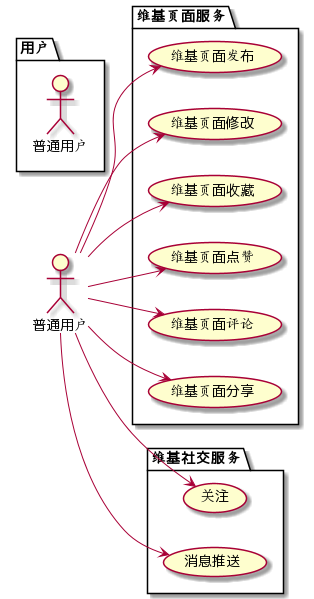 用户
普通用户
维基页面服务
维基页面发布
维基页面修改
维基页面收藏
维基页面点赞
维基页面评论
维基页面分享
普通用户
维基社交服务
关注
消息推送